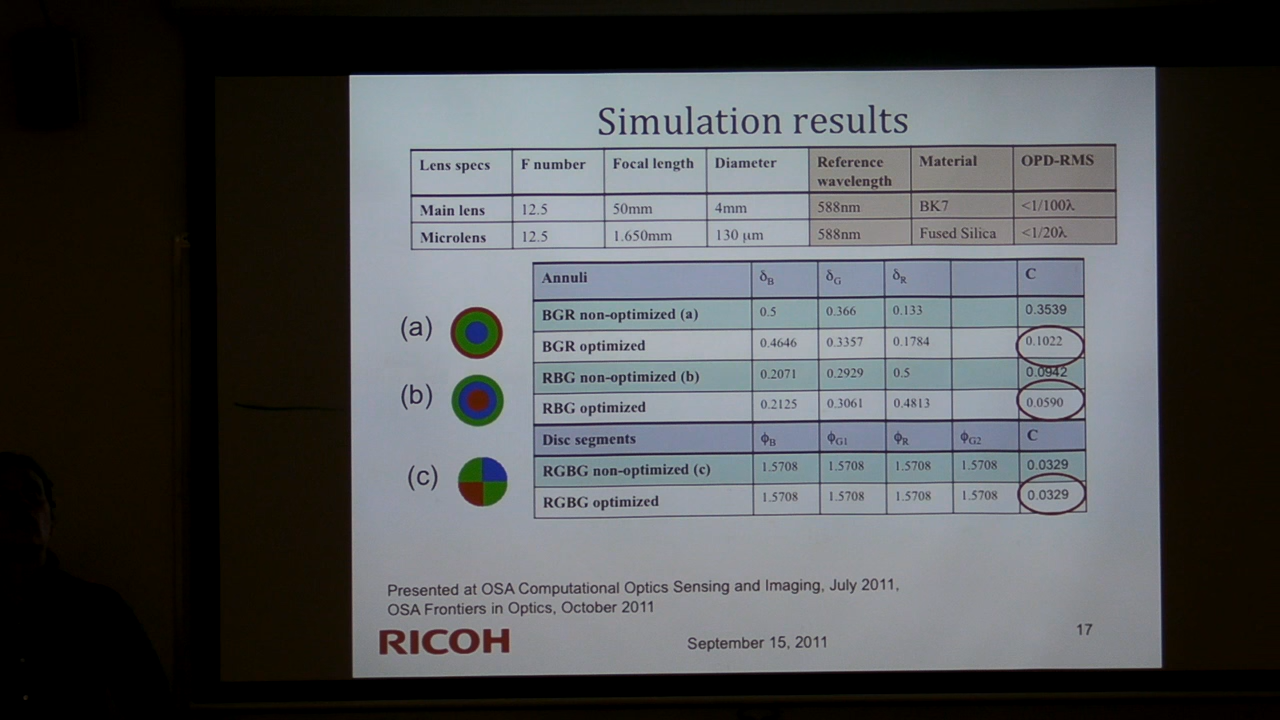 Simulation results
Lens specs F number Focal length Diameter Reference wavelength Material OPD-RMS
Main lens 12.5 50mm 4mm 588nm BK7 <1/100λ
Microlens 12.5 1.650mm 130 μm 588nm Fused Silica <1/20λ
Annuli δB δG δR C
(a) BGR non-optimized (a) 0.5 0.366 0.133 0.3539
BGR optimized 0.4646 0.3357 0.1784 0.1022
(b) RBG non-optimized (b) 0.2071 0.2929 0.5 0.0942
RBG optimized 0.2125 0.3061 0.4813 0.0590
Disc segments ϕB ϕG1 ϕR ϕG2 C
(c) RGBG non-optimized (c) 1.5708 1.5708 1.5708 1.5708 0.0329
RGBG optimized 1.5708 1.5708 1.5708 1.5708 0.0329
Presented at OSA Computational Optics Sensing and Imaging, July 2011,
OSA Frontiers in Optics, October 2011
RICOH September 15, 2011 17